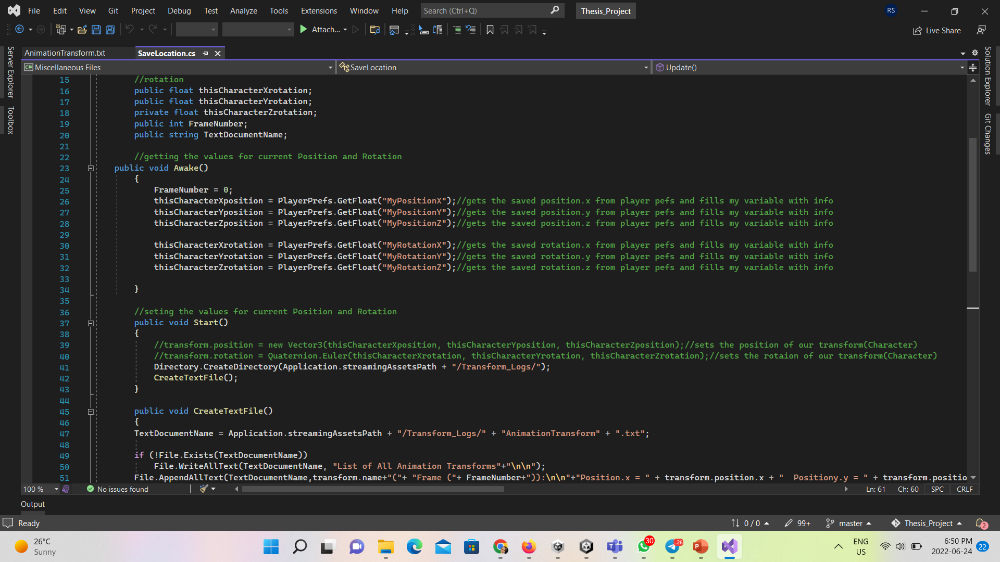 File Edit View Git Project Debug Test Analyze Tools Extensions Window Help Search (Ctrl+Q) Thesis_Project RS
Attach... Live Share
Server Explorer
Toolbox
AnimationTransform.txt SaveLocation.cs
Miscellaneous Files SaveLocation Update()
15 //rotation
16 public float thisCharacterXrotation;
17 public float thisCharacterYrotation;
18 private float thisCharacterZrotation;
19 public int FrameNumber;
20 public string TextDocumentName;
21
22 //getting the values for current Position and Rotation
23 public void Awake()
24 {
25 FrameNumber = 0;
26 thisCharacterXposition = PlayerPrefs.GetFloat("MyPositionX");//gets the saved position.x from player pefs and fills my variable with info
27 thisCharacterYposition = PlayerPrefs.GetFloat("MyPositionY");//gets the saved position.y from player pefs and fills my variable with info
28 thisCharacterZposition = PlayerPrefs.GetFloat("MyPositionZ");//gets the saved position.z from player pefs and fills my variable with info
29
30 thisCharacterXrotation = PlayerPrefs.GetFloat("MyRotationX");//gets the saved rotation.x from player pefs and fills my variable with info
31 thisCharacterYrotation = PlayerPrefs.GetFloat("MyRotationY");//gets the saved rotation.y from player pefs and fills my variable with info
32 thisCharacterZrotation = PlayerPrefs.GetFloat("MyRotationZ");//gets the saved rotation.z from player pefs and fills my variable with info
33
34 }
35
36 //seting the values for current Position and Rotation
37 public void Start()
38 {
39 //transform.position = new Vector3(thisCharacterXposition, thisCharacterYposition, thisCharacterZposition);//sets the position of our transform(Character)
40 //transform.rotation = Quaternion.Euler(thisCharacterXrotation, thisCharacterYrotation, thisCharacterZrotation);//sets the rotaion of our transform(Character)
41 Directory.CreateDirectory(Application.streamingAssetsPath + "/Transform_Logs/");
42 CreateTextFile();
43 }
44
45 public void CreateTextFile()
46 {
47 TextDocumentName = Application.streamingAssetsPath + "/Transform_Logs/" + "AnimationTransform" + ".txt";
48
49 if (!File.Exists(TextDocumentName))
50 File.WriteAllText(TextDocumentName, "List of All Animation Transforms"+"\n\n");
51 File.AppendAllText(TextDocumentName,transform.name+"("+ "Frame ("+ FrameNumber+")):\n\n"+"Position.x = " + transform.position.x + "  Positiony.y = " + transform.positio
Solution Explorer
Git Changes
100 % No issues found Ln: 61 Ch: 60 SPC CRLF
Output
Ready 0 / 0 99+ master Thesis_Project 2
26°C
Sunny
30
..26
P
ENG
US
6:50 PM
2022-06-24
22